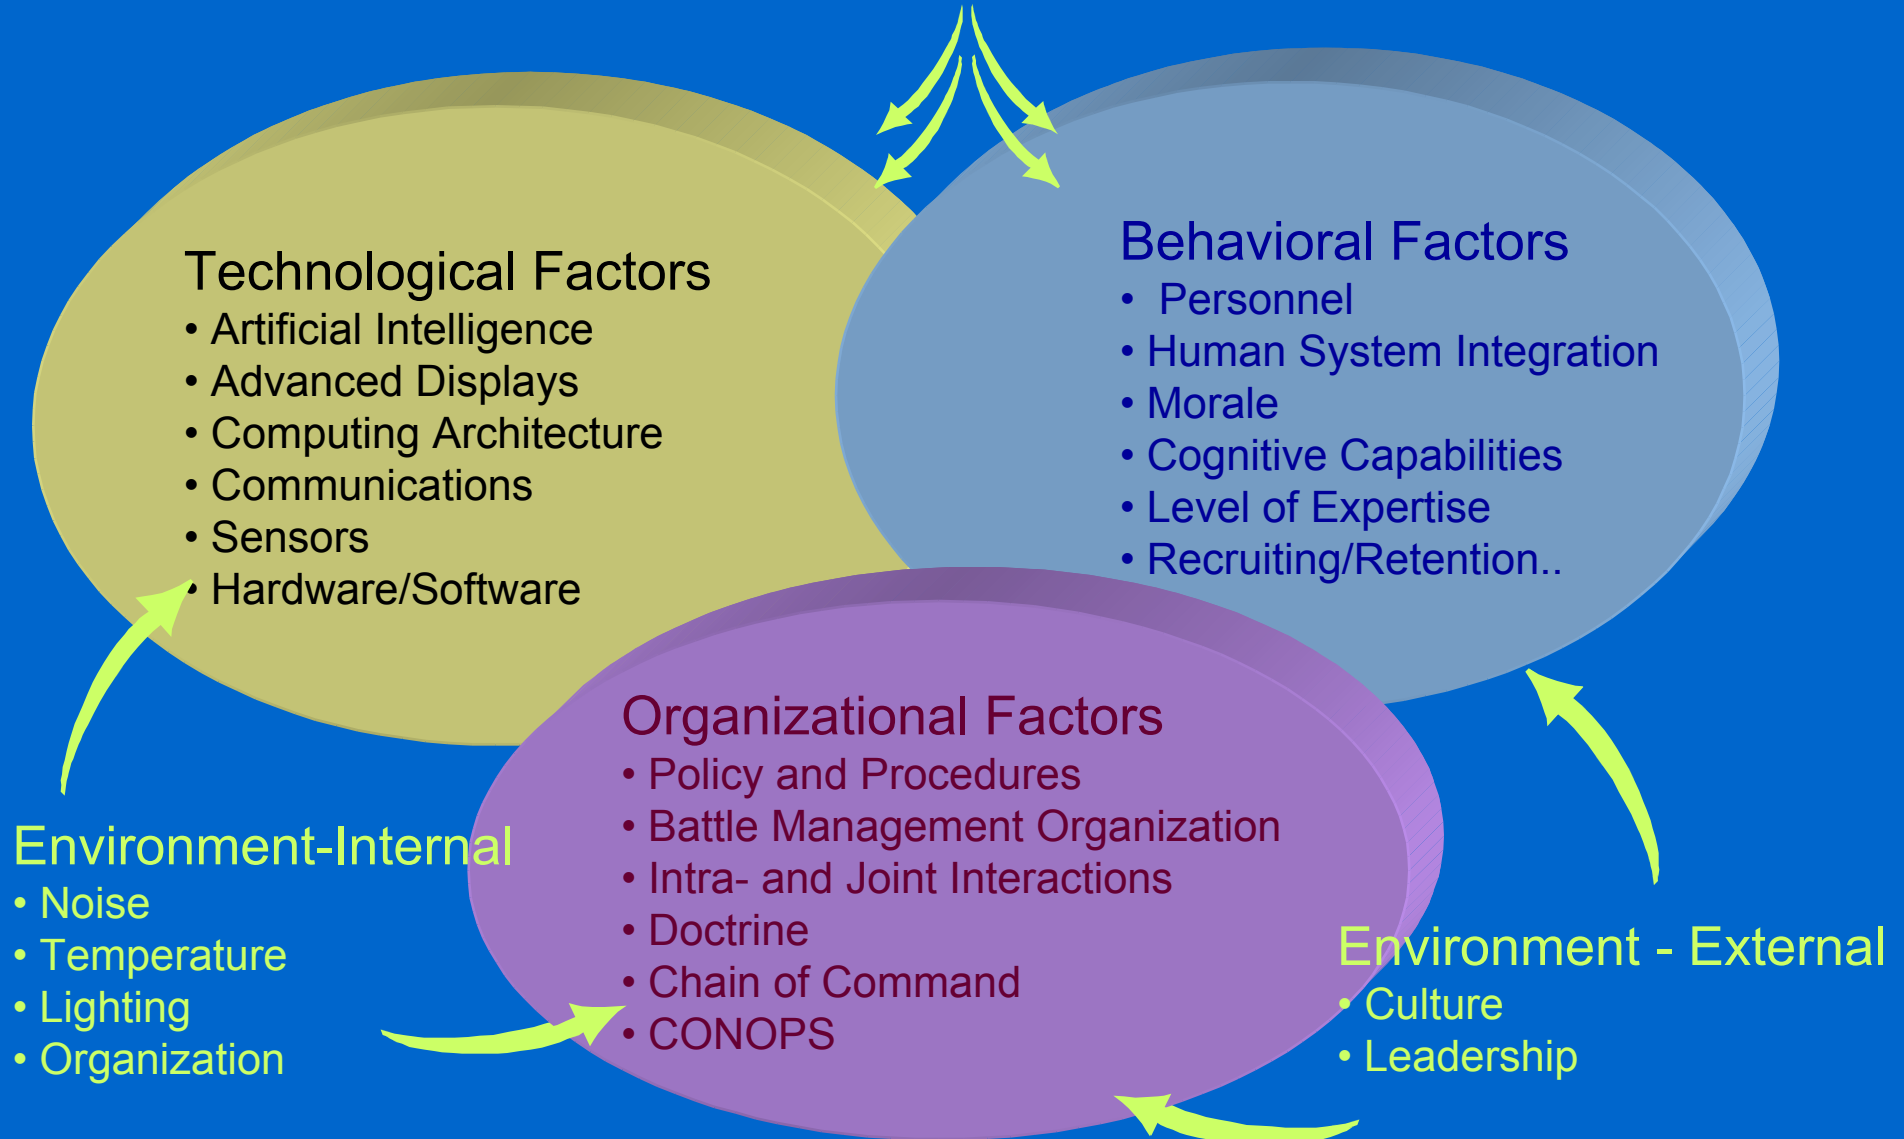 Technological Factors
• Artificial Intelligence
• Advanced Displays
• Computing Architecture
• Communications
• Sensors
• Hardware/Software
Behavioral Factors
• Personnel
• Human System Integration
• Morale
• Cognitive Capabilities
• Level of Expertise
• Recruiting/Retention..
Organizational Factors
• Policy and Procedures
• Battle Management Organization
• Intra- and Joint Interactions
• Doctrine
• Chain of Command
• CONOPS
Environment-Internal
• Noise
• Temperature
• Lighting
• Organization
Environment - External
• Culture
• Leadership